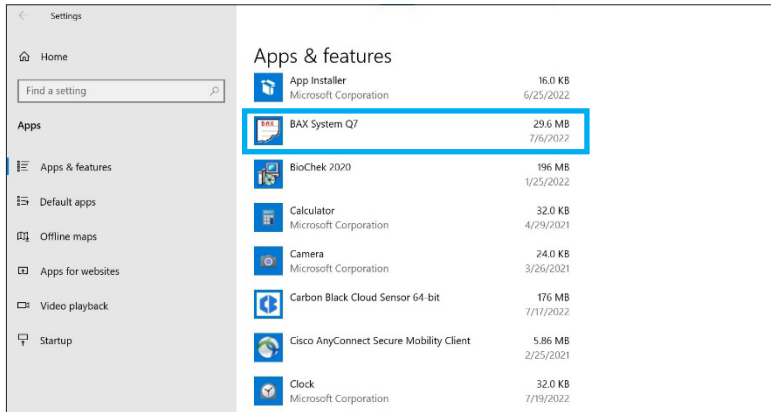 Settings
Home
Find a setting
Apps
Apps & features
Default apps
Offline maps
Apps for websites
Video playback
Startup
Apps & features
App Installer 16.0 KB
Microsoft Corporation 6/25/2022
BAX System Q7 29.6 MB
7/6/2022
BioChek 2020 196 MB
1/25/2022
Calculator 32.0 KB
Microsoft Corporation 4/29/2021
Camera 24.0 KB
Microsoft Corporation 3/26/2021
Carbon Black Cloud Sensor 64-bit 176 MB
7/17/2022
Cisco AnyConnect Secure Mobility Client 5.86 MB
2/25/2021
Clock 32.0 KB
Microsoft Corporation 7/19/2022